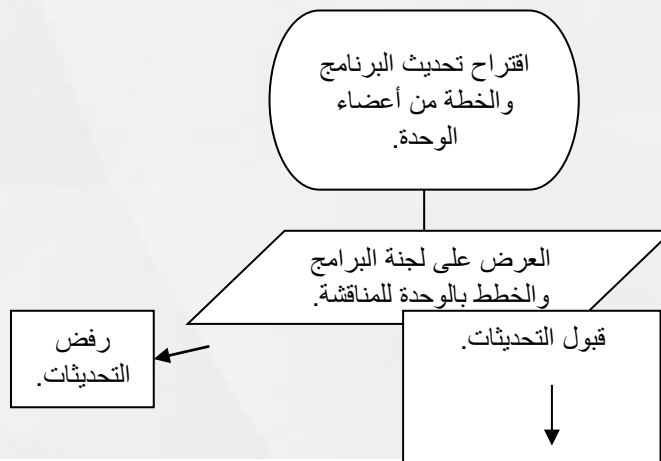 اقتراح تحديث البرنامج
والخطة من أعضاء
الوحدة.
العرض على لجنة البرامج
والخطط بالوحدة للمناقشة.
قبول التحديثات.
رفض
التحديثات.